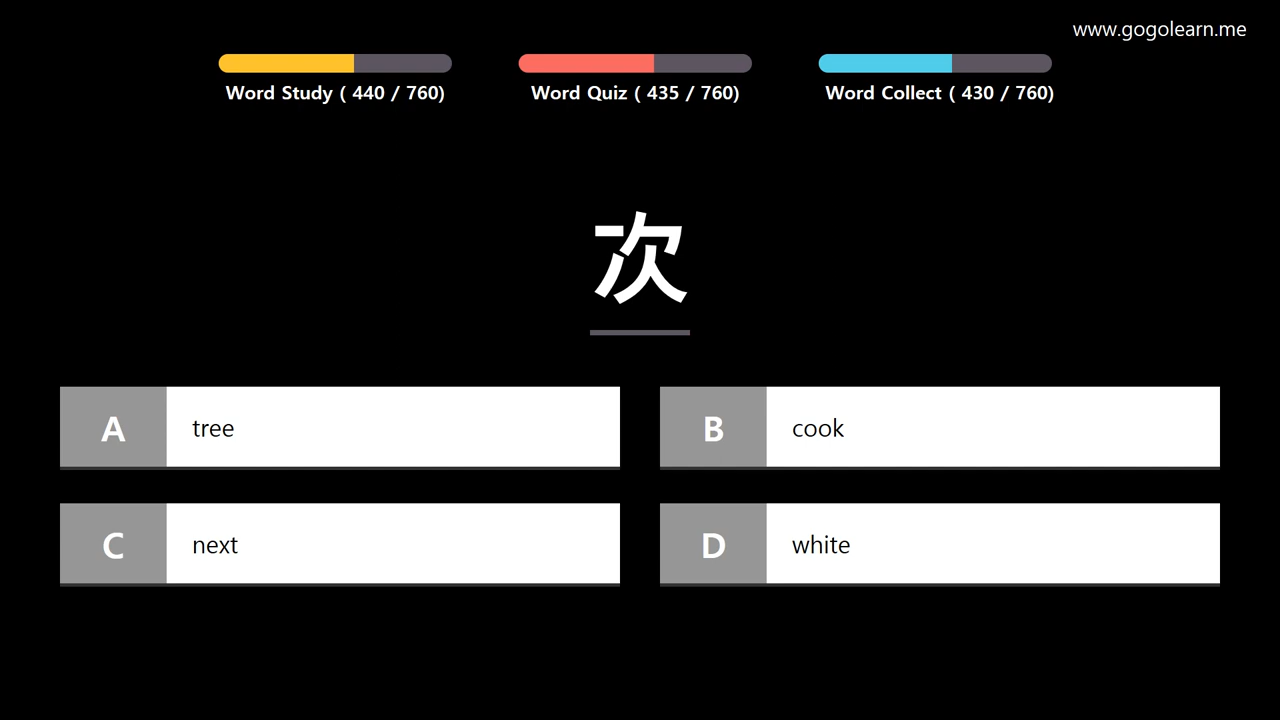 www.gogolearn.me
Word Study ( 440 / 760)
Word Quiz ( 435 / 760)
Word Collect ( 430 / 760)
次
A tree
B cook
C next
D white